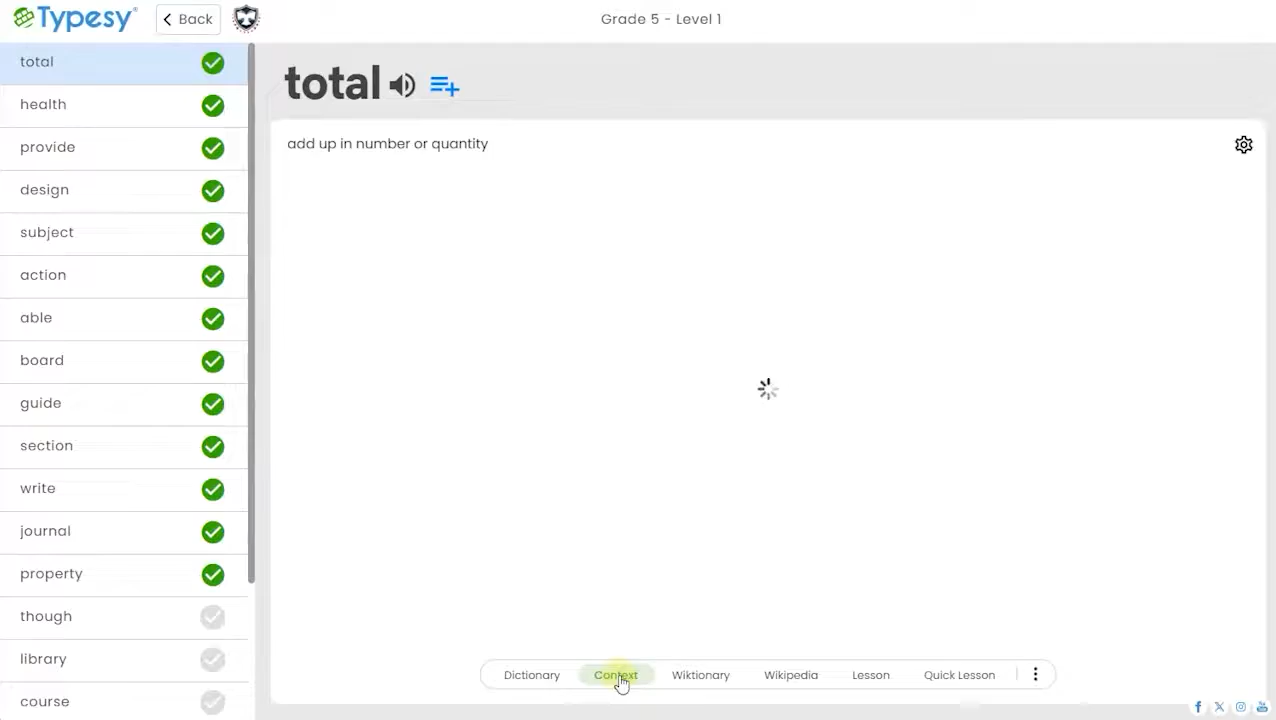 Typesy
Back
Grade 5 - Level 1
total
health
provide
design
subject
action
able
board
guide
section
write
journal
property
though
library
course
total
add up in number or quantity
Dictionary
Context
Wiktionary
Wikipedia
Lesson
Quick Lesson